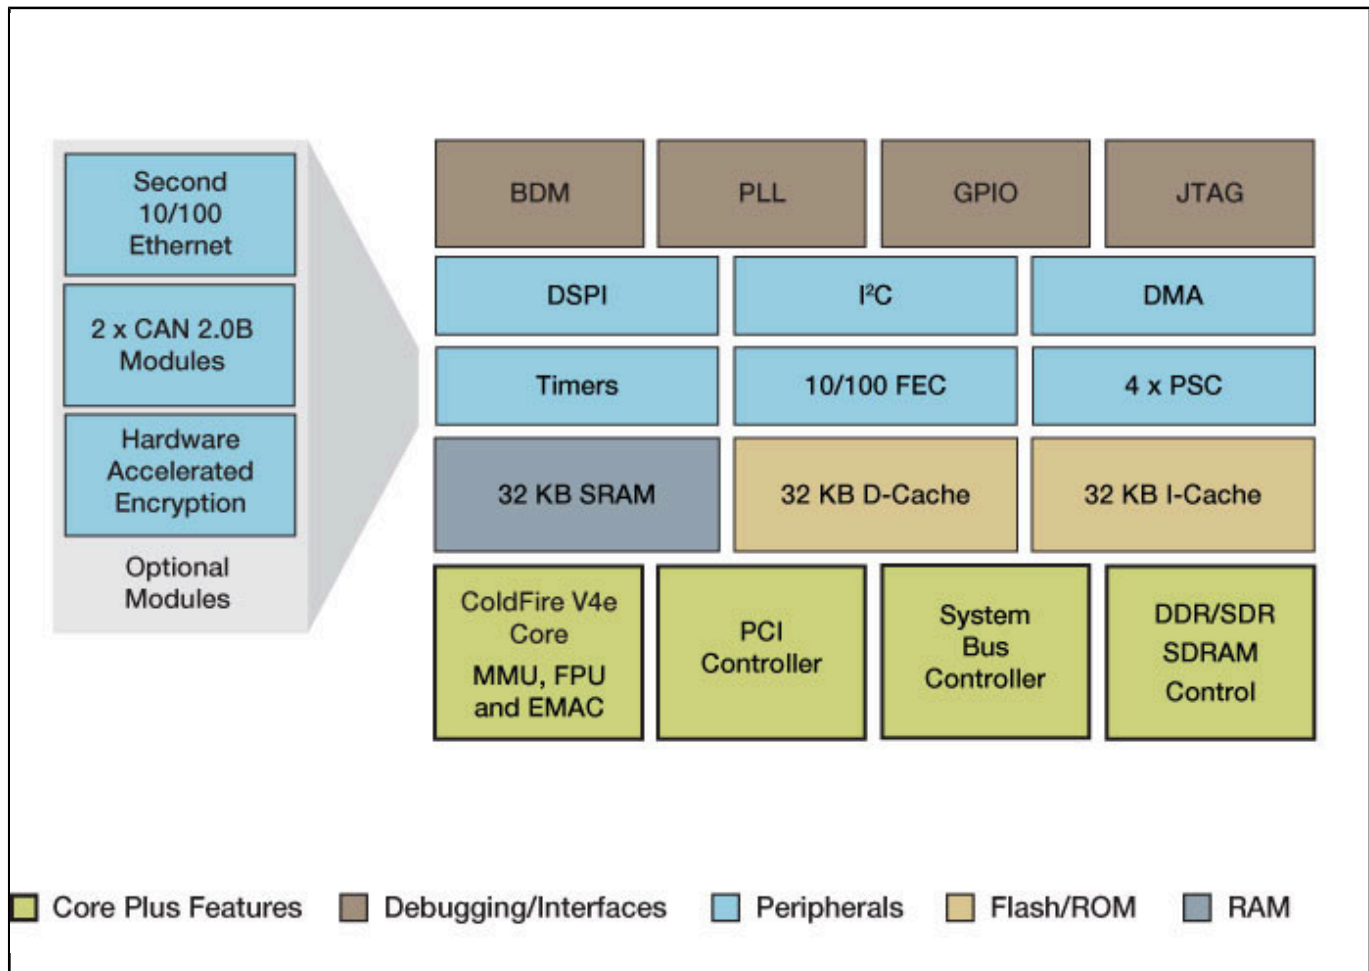 Second
10/100
Ethernet
2 x CAN 2.0B
Modules
Hardware
Accelerated
Encryption
Optional
Modules
BDM
PLL
GPIO
JTAG
DSPI
I²C
DMA
Timers
10/100 FEC
4 x PSC
32 KB SRAM
32 KB D-Cache
32 KB I-Cache
ColdFire V4e
Core
MMU, FPU
and EMAC
PCI
Controller
System
Bus
Controller
DDR/SDR
SDRAM
Control
Core Plus Features
Debugging/Interfaces
Peripherals
Flash/ROM
RAM